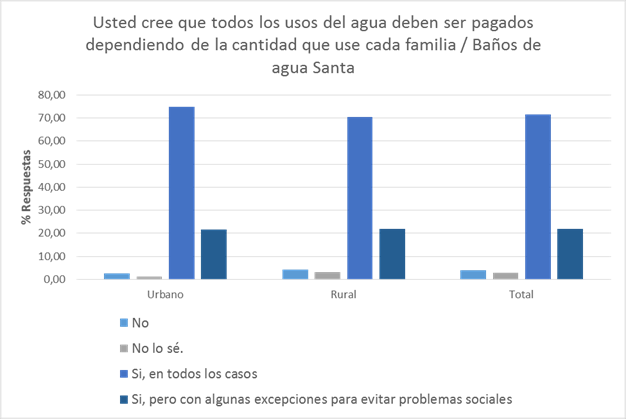 Usted cree que todos los usos del agua deben ser pagados
dependiendo de la cantidad que use cada familia / Baños de
agua Santa
80,00
70,00
60,00
50,00
40,00
30,00
20,00
10,00
0,00
% Respuestas
Urbano
Rural
Total
No
No lo sé.
Si, en todos los casos
Si, pero con algunas excepciones para evitar problemas sociales